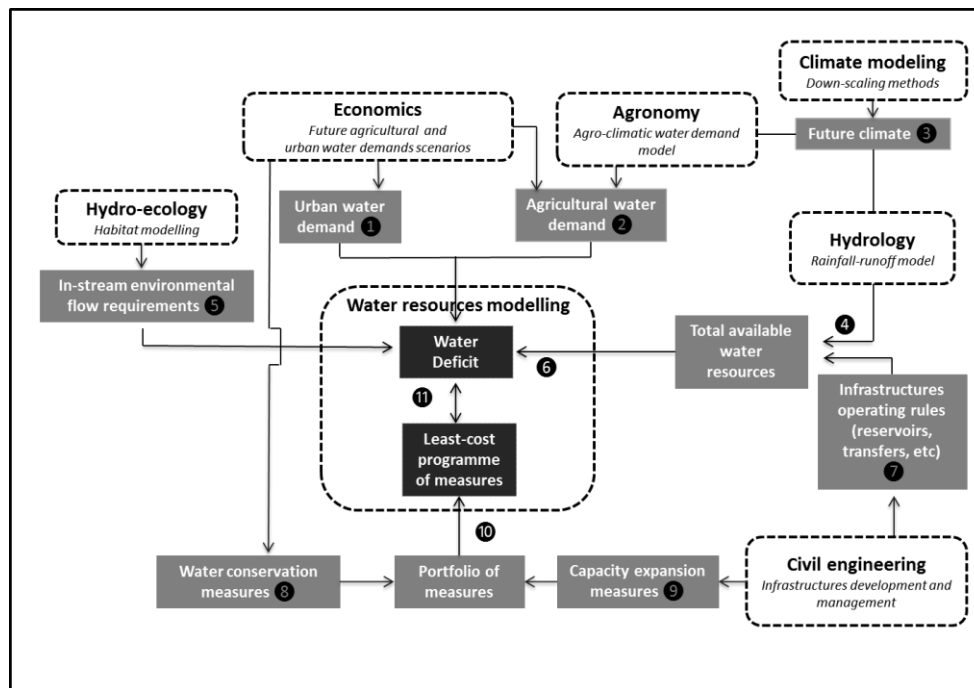 Climate modeling
Down-scaling methods
Economics
Future agricultural and
urban water demands scenarios
Agronomy
Agro-climatic water demand
model
Future climate 3
Hydro-ecology
Habitat modelling
Urban water
demand 1
Agricultural water
demand 2
Hydrology
Rainfall-runoff model
In-stream environmental
flow requirements 5
Water resources modelling
Water
Deficit
6
Total available
water
resources
4
11
Infrastructures
operating rules
(reservoirs,
transfers, etc)
7
Least-cost
programme
of measures
10
Water conservation
measures 8
Portfolio of
measures
Capacity expansion
measures 9
Civil engineering
Infrastructures development and
management